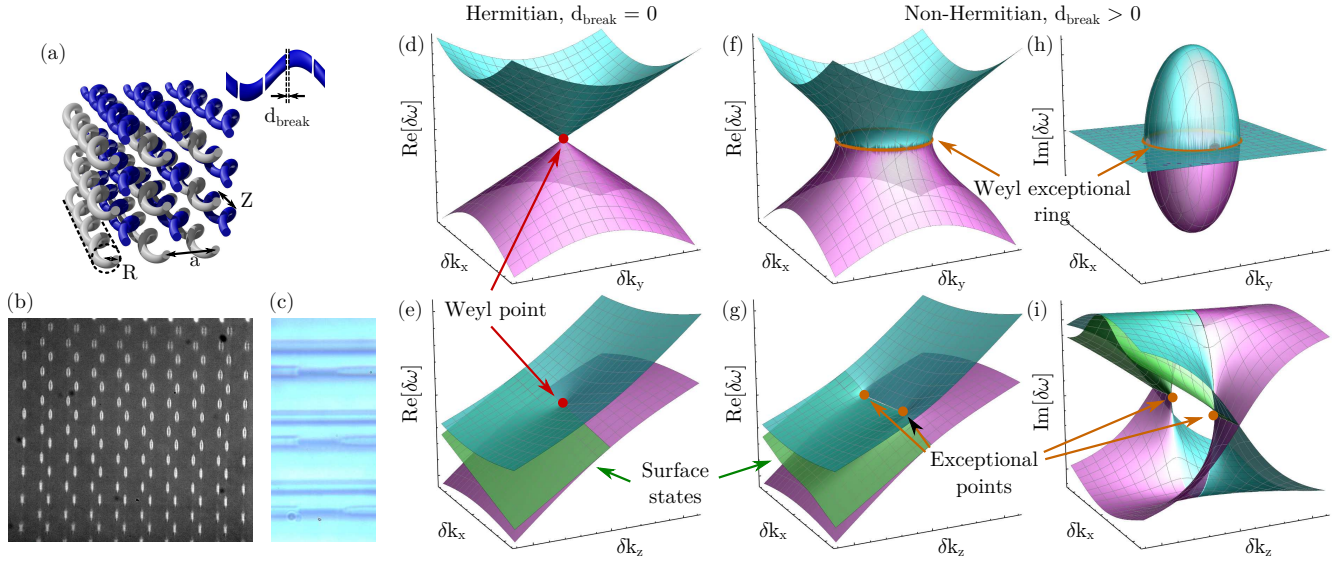 Hermitian, d_break = 0
Non-Hermitian, d_break > 0
(a)
d_break
Z
a
R
(b)
(c)
(d)
Re[δω]
δk_x
δk_y
(e)
Weyl point
Re[δω]
Surface
states
δk_x
δk_z
(f)
Re[δω]
δk_x
δk_y
Weyl exceptional
ring
(g)
Re[δω]
Exceptional
points
δk_x
δk_z
(h)
Im[δω]
δk_x
δk_y
(i)
Im[δω]
δk_x
δk_z